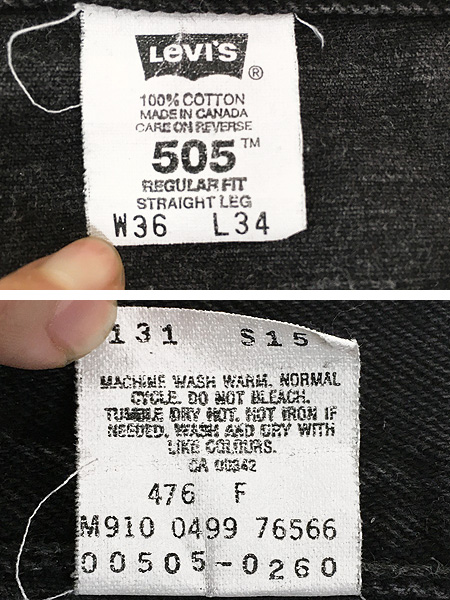 LEVI'S ®
100% COTTON
MADE IN CANADA
CARE ON REVERSE
505 ™
REGULAR FIT
STRAIGHT LEG
W36 L34
131 S15
MACHINE WASH WARM. NORMAL
CYCLE. DO NOT BLEACH.
TUMBLE DRY HOT. HOT IRON IF
NEEDED. WASH AND DRY WITH
LIKE COLOURS.
CA 00342
476 F
M910 0499 76566
00505-0260